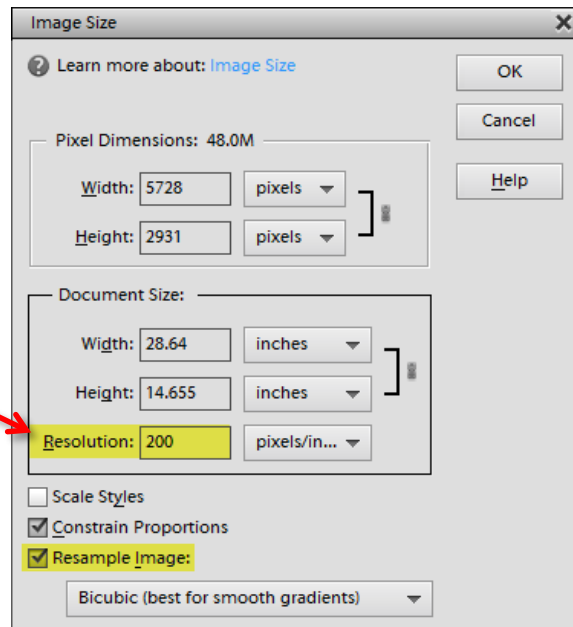 Image Size
Learn more about: Image Size
OK
Cancel
Help
Pixel Dimensions: 48.0M
Width: 5728 pixels
Height: 2931 pixels
Document Size:
Width: 28.64 inches
Height: 14.655 inches
Resolution: 200 pixels/in...
Scale Styles
Constrain Proportions
Resample Image:
Bicubic (best for smooth gradients)